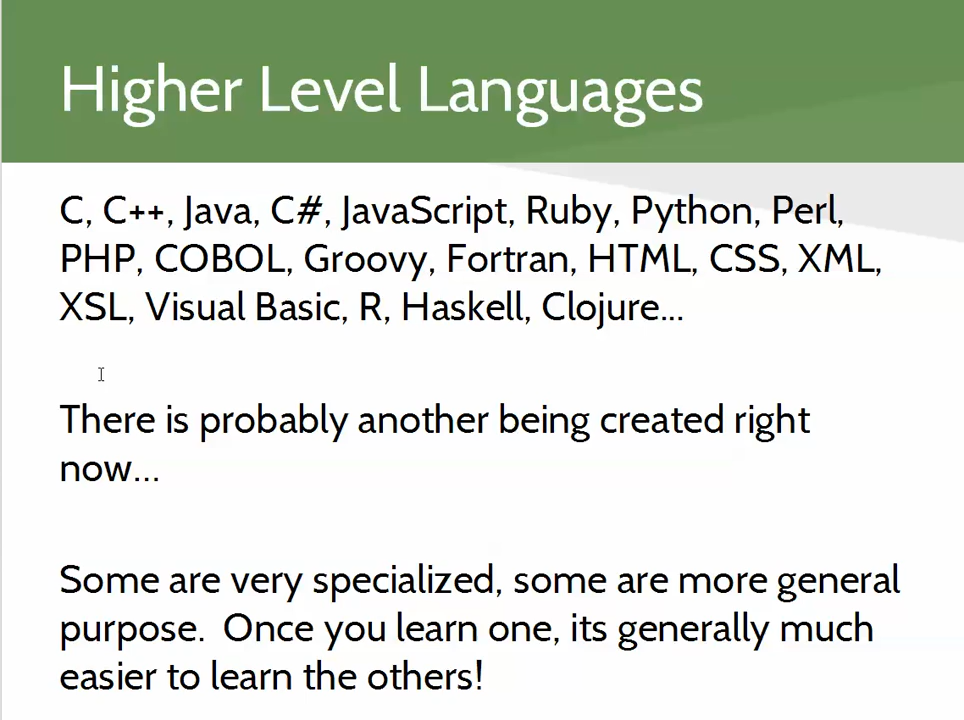 Higher Level Languages
C, C++, Java, C#, JavaScript, Ruby, Python, Perl,
PHP, COBOL, Groovy, Fortran, HTML, CSS, XML,
XSL, Visual Basic, R, Haskell, Clojure...
There is probably another being created right
now...
Some are very specialized, some are more general
purpose.  Once you learn one, its generally much
easier to learn the others!